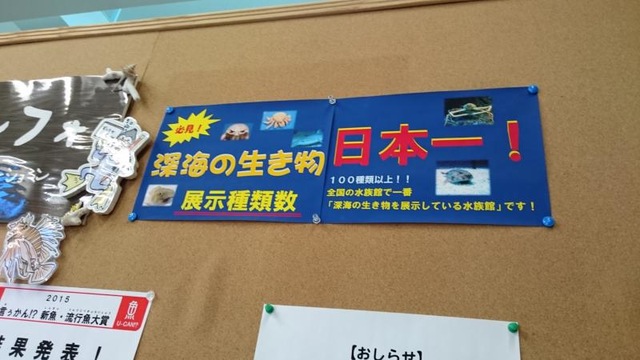 必見!
深海の生き物
展示種類数
日本一!
100種類以上!!
全国の水族館で一番
「深海の生き物を展示している水族館」です!
2015
新魚・流行魚大賞
魚
U-CAN!?
結果発表!
【おしらせ】